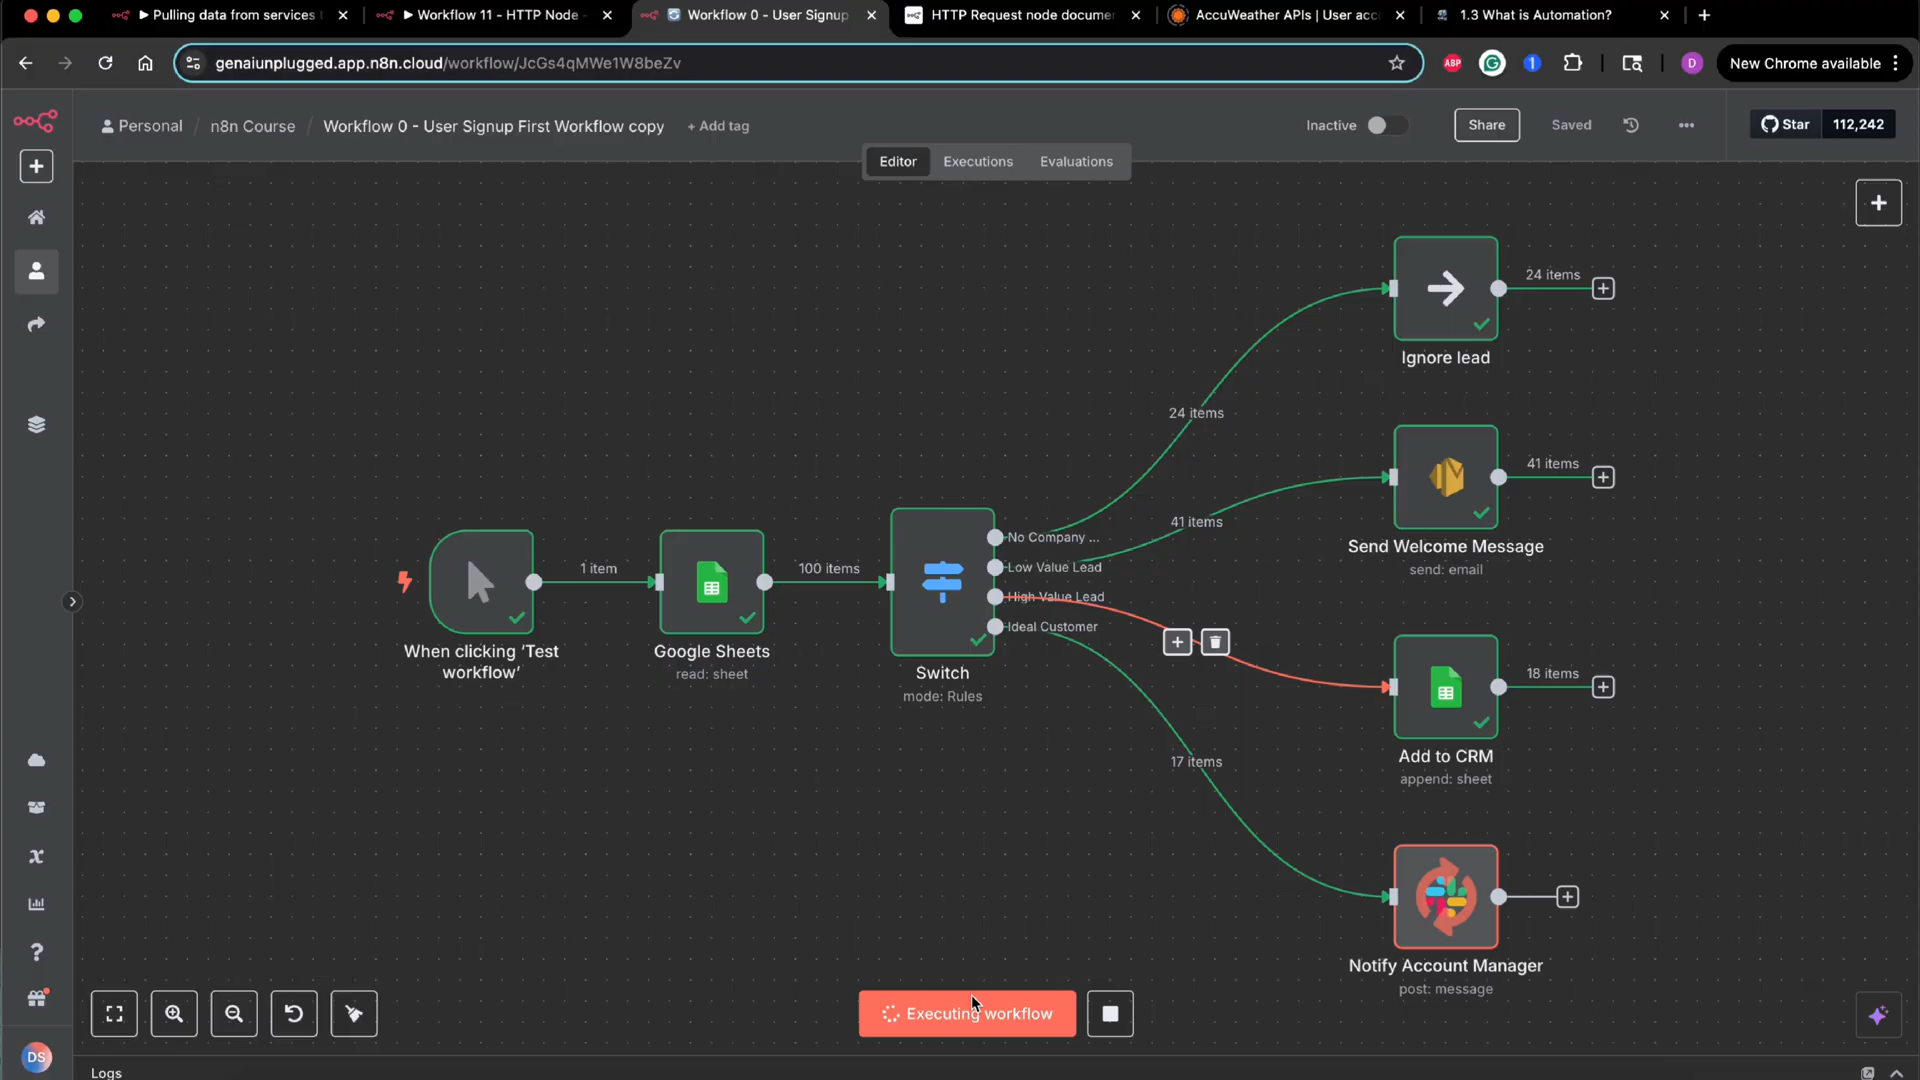 Pulling data from services
Workflow 11 - HTTP Node -
Workflow 0 - User Signup
HTTP Request node docume
AccuWeather APIs | User acc
1.3 What is Automation?
genaiunplugged.app.n8n.cloud/workflow/JcGs4qMWe1W8beZv
ABP
1
D
New Chrome available
Personal / n8n Course / Workflow 0 - User Signup First Workflow copy
+ Add tag
Inactive
Share
Saved
Star
112,242
Editor
Executions
Evaluations
24 items
Ignore lead
24 items
41 items
41 items
Send Welcome Message
send: email
No Company ...
Low Value Lead
High Value Lead
Ideal Customer
1 item
100 items
When clicking ‘Test
workflow’
Google Sheets
read: sheet
Switch
mode: Rules
18 items
Add to CRM
append: sheet
17 items
Notify Account Manager
post: message
Executing workflow
DS
Logs